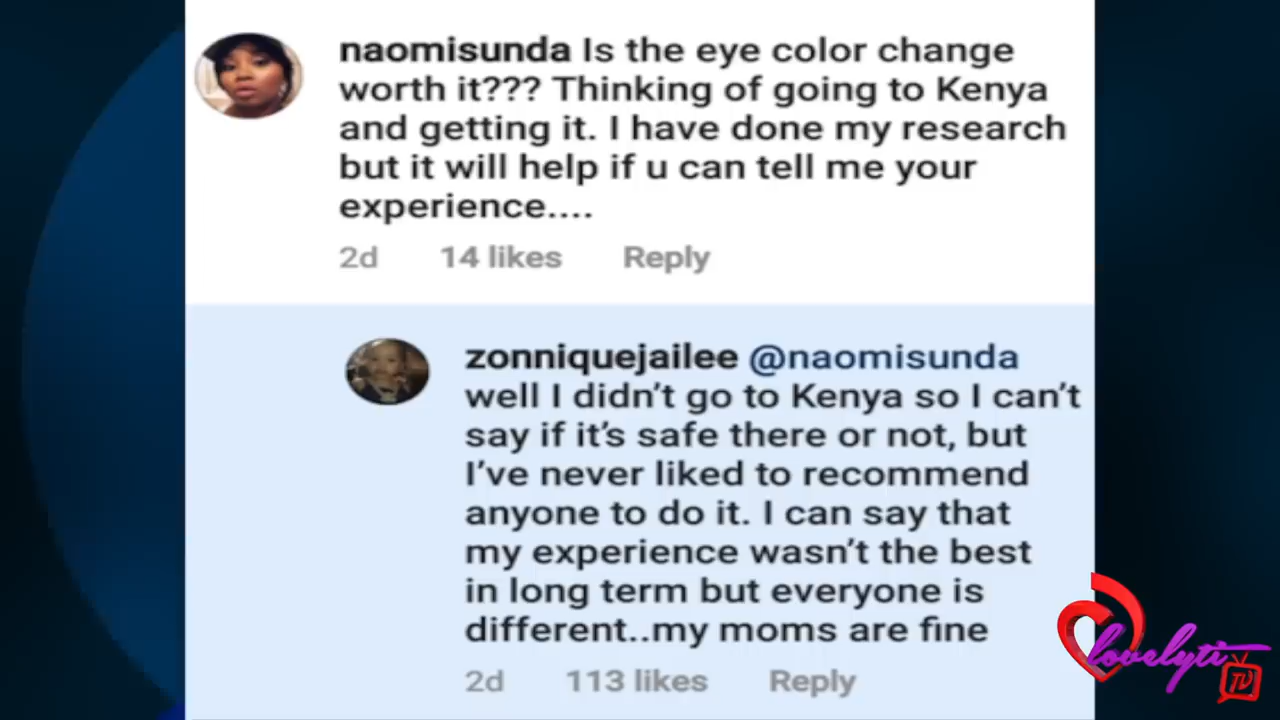 naomisunda Is the eye color change
worth it??? Thinking of going to Kenya
and getting it. I have done my research
but it will help if u can tell me your
experience....
2d 14 likes Reply
zonniquejailee @naomisunda
well I didn't go to Kenya so I can't
say if it's safe there or not, but
I've never liked to recommend
anyone to do it. I can say that
my experience wasn't the best
in long term but everyone is
different..my moms are fine
2d 113 likes Reply
lovelyti
TV